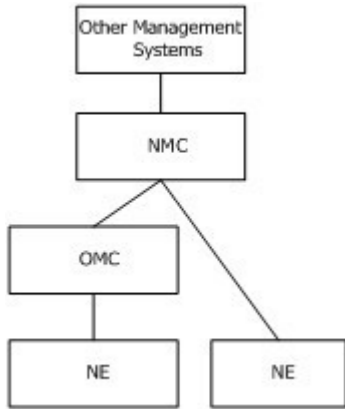 Other Management
Systems
NMC
OMC
NE
NE